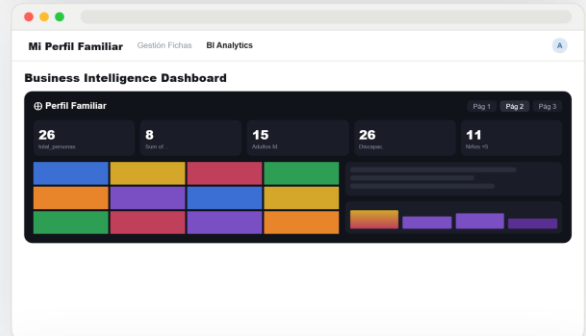 Mi Perfil Familiar Gestión Fichas BI Analytics A
Business Intelligence Dashboard
Perfil Familiar Pág 1 Pág 2 Pág 3
26 8 15 26 11
total_personas Sum of... Adultos M Discapac. Niños <5